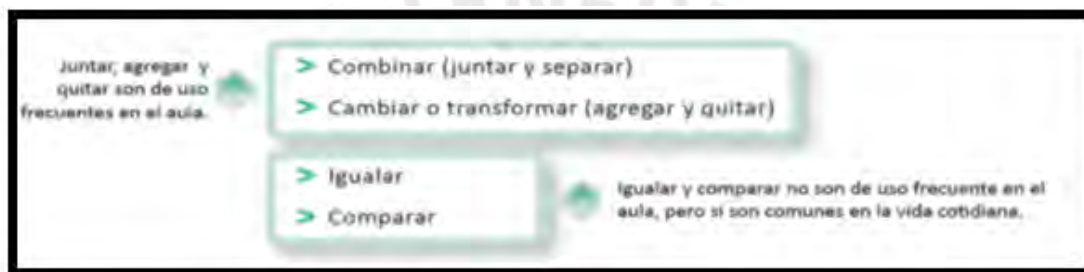 Juntar, agregar y
quitar son de uso
frecuentes en el aula.
> Combinar (juntar y separar)
> Cambiar o transformar (agregar y quitar)
> Igualar
> Comparar
Igualar y comparar no son de uso frecuente en el
aula, pero si son comunes en la vida cotidiana.